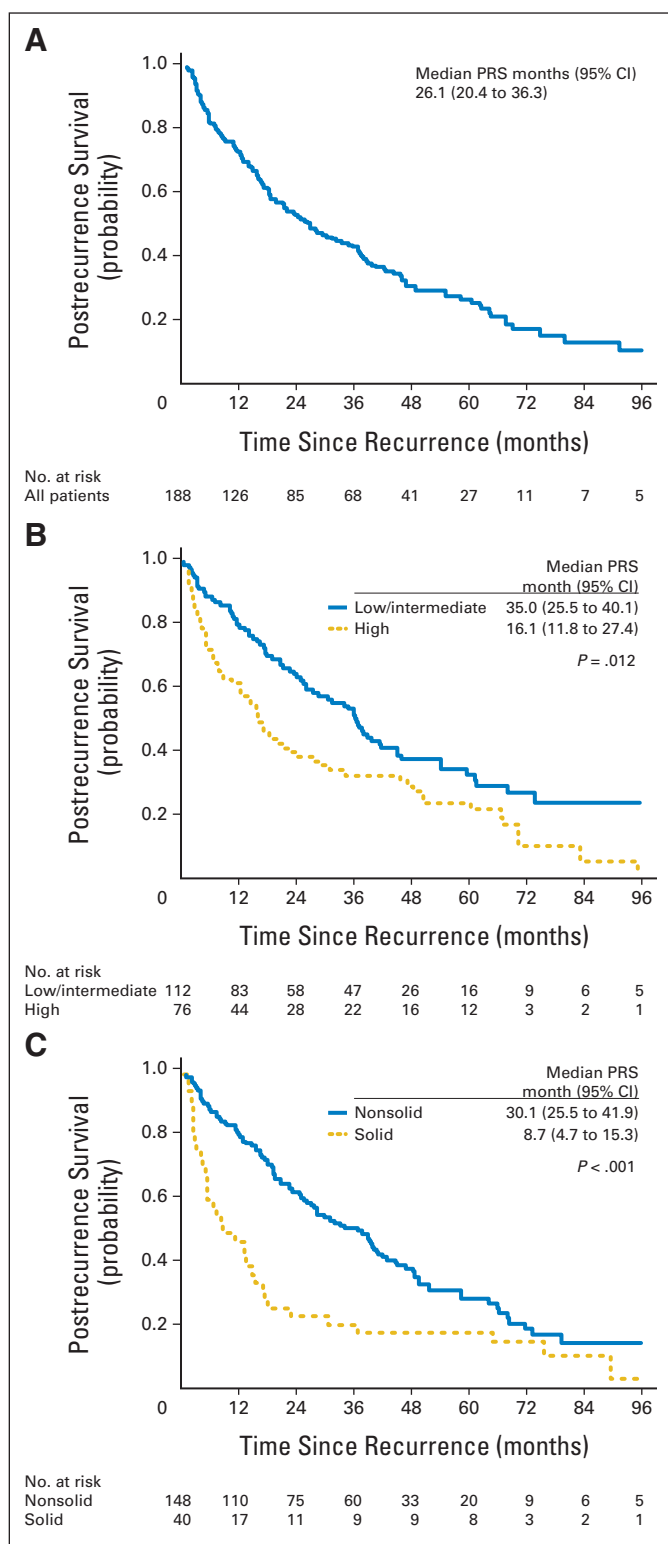 A
Postrecurrence Survival
(probability)
1.0
0.8
0.6
0.4
0.2
Median PRS months (95% CI)
26.1 (20.4 to 36.3)
0 12 24 36 48 60 72 84 96
Time Since Recurrence (months)
No. at risk
All patients 188 126 85 68 41 27 11 7 5
B
Postrecurrence Survival
(probability)
1.0
0.8
0.6
0.4
0.2
Median PRS
month (95% CI)
Low/intermediate 35.0 (25.5 to 40.1)
High 16.1 (11.8 to 27.4)
P = .012
0 12 24 36 48 60 72 84 96
Time Since Recurrence (months)
No. at risk
Low/intermediate 112 83 58 47 26 16 9 6 5
High 76 44 28 22 16 12 3 2 1
C
Postrecurrence Survival
(probability)
1.0
0.8
0.6
0.4
0.2
Median PRS
month (95% CI)
Nonsolid 30.1 (25.5 to 41.9)
Solid 8.7 (4.7 to 15.3)
P < .001
0 12 24 36 48 60 72 84 96
Time Since Recurrence (months)
No. at risk
Nonsolid 148 110 75 60 33 20 9 6 5
Solid 40 17 11 9 9 8 3 2 1